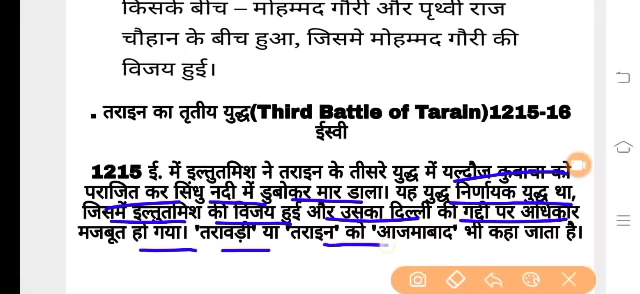 किसके बीच – मोहम्मद गौरी और पृथ्वी राज
चौहान के बीच हुआ, जिसमे मोहम्मद गौरी की
विजय हुई।
. तराइन का तृतीय युद्ध(Third Battle of Tarain)1215-16
ईस्वी
1215 ई. में इल्तुतमिश ने तराइन के तीसरे युद्ध में यल्दौज कुबाचा को
पराजित कर सिंधु नदी में डुबोकर मार डाला। यह युद्ध निर्णायक युद्ध था,
जिसमें इल्तुतमिश की विजय हुई और उसका दिल्ली की गद्दी पर अधिकार
मजबूत हो गया। 'तरावड़ी' या 'तराइन' को 'आजमाबाद' भी कहा जाता है।